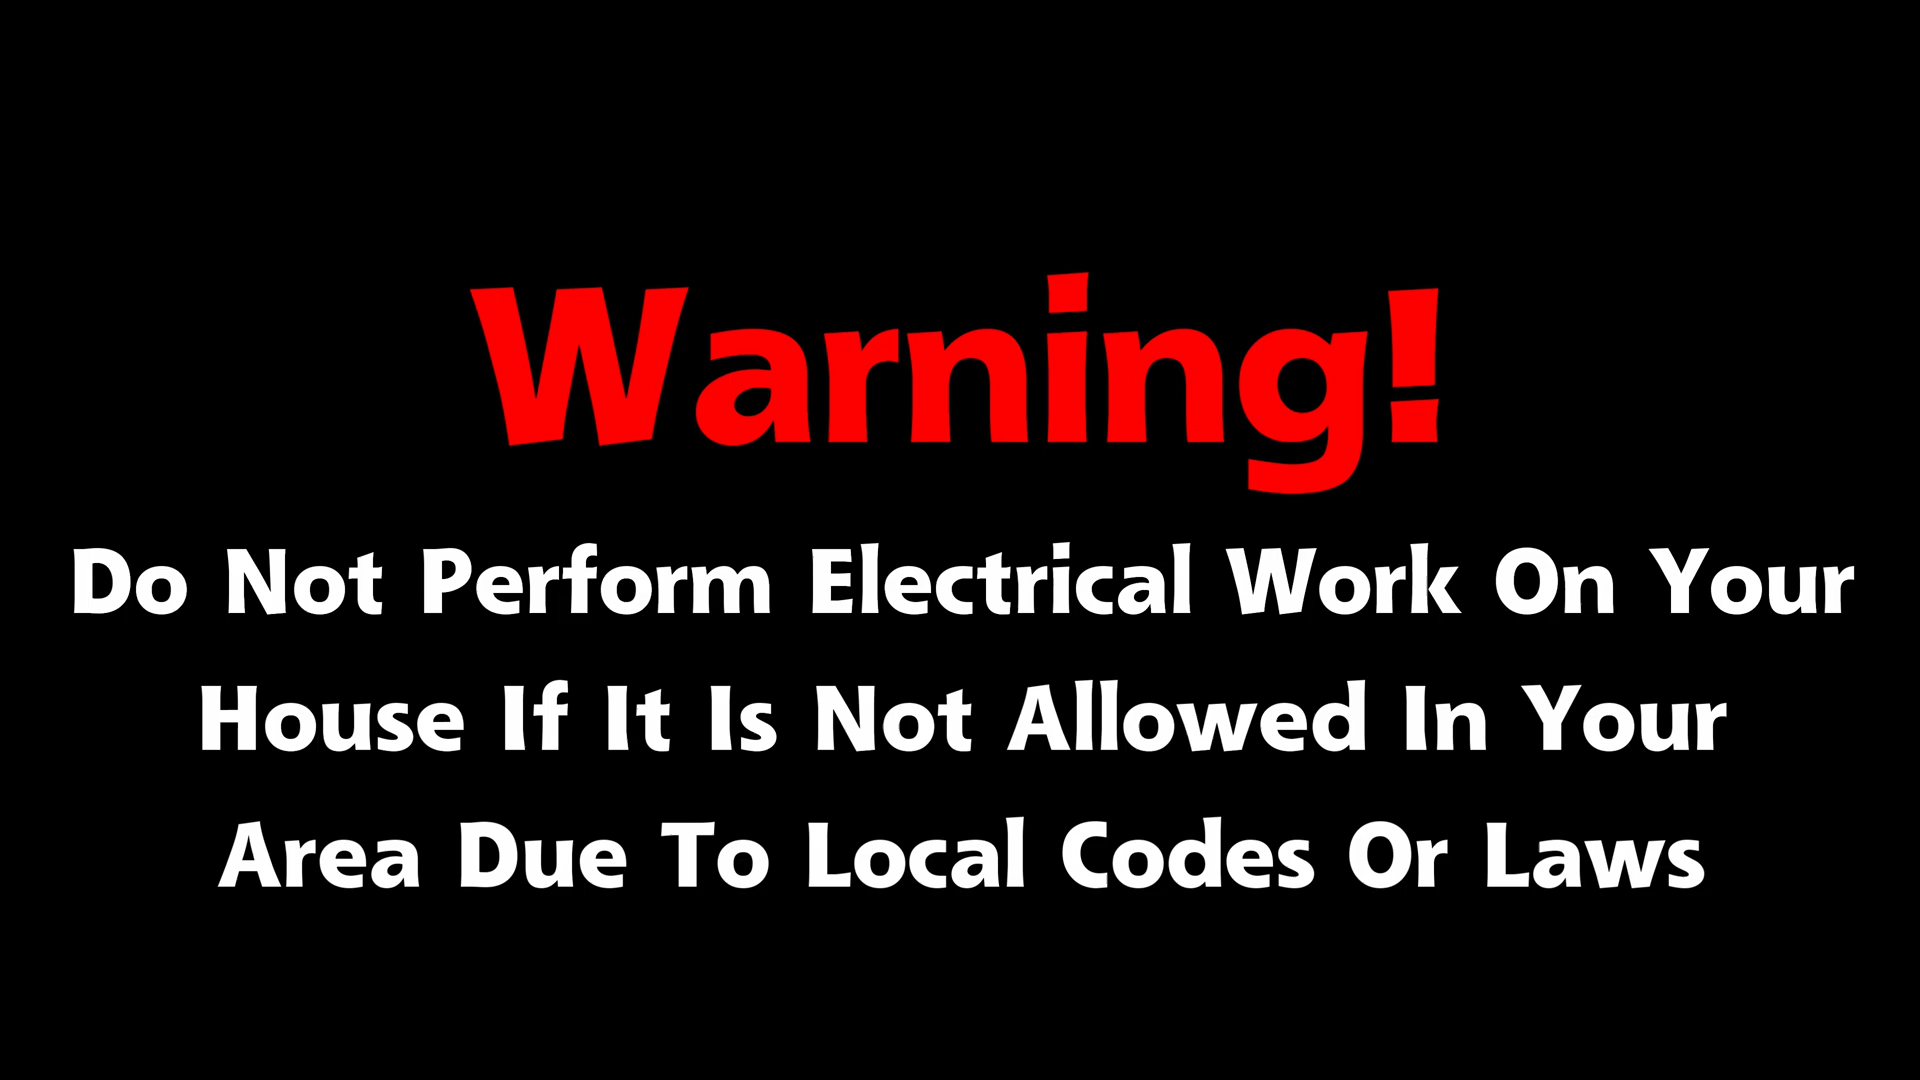 Warning!
Do Not Perform Electrical Work On Your
House If It Is Not Allowed In Your
Area Due To Local Codes Or Laws